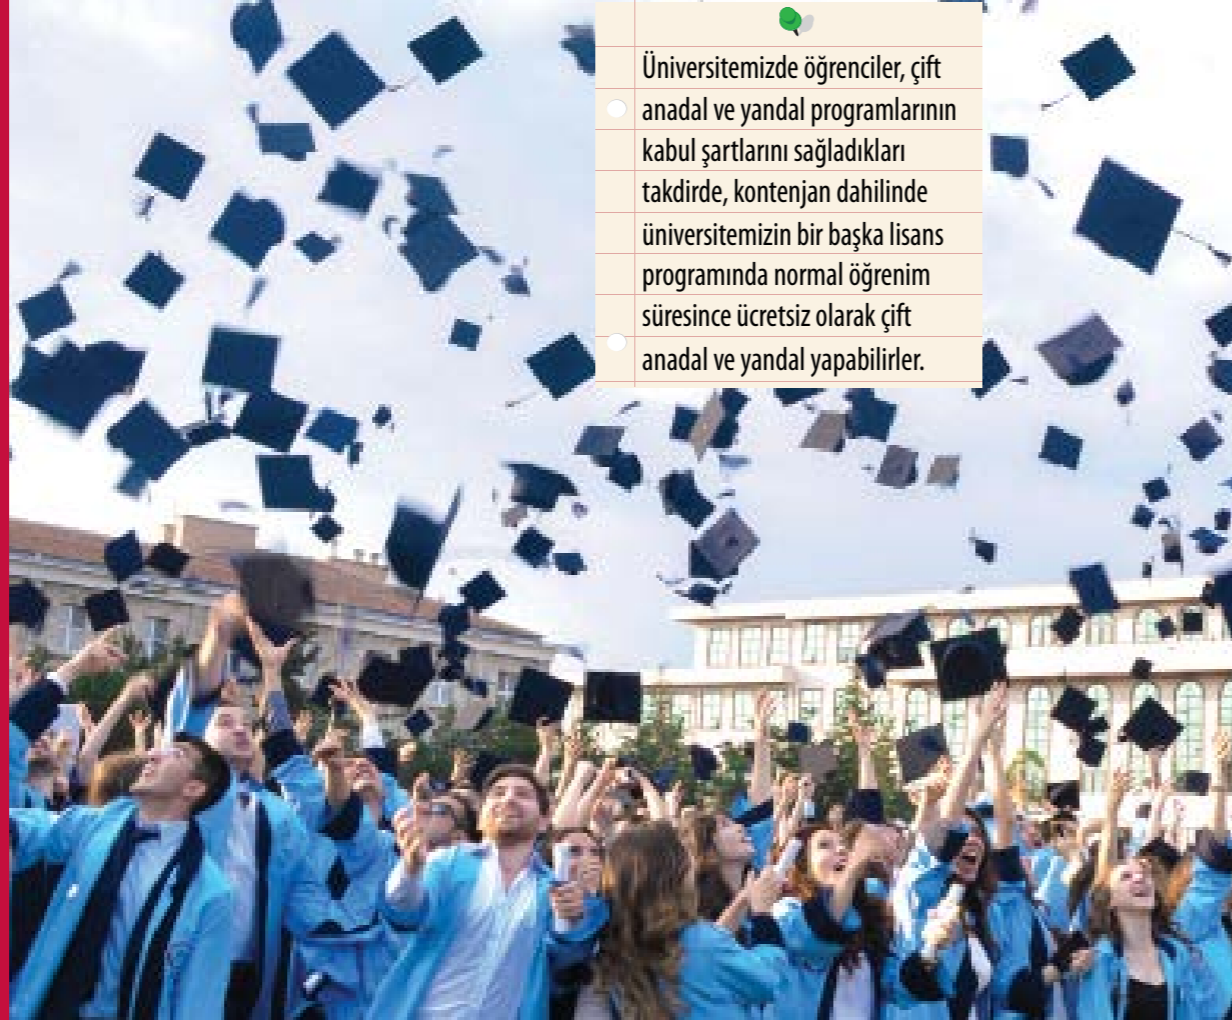 Üniversitemizde öğrenciler, çift
anadal ve yandal programlarının
kabul şartlarını sağladıkları
takdirde, kontenjan dahilinde
üniversitemizin bir başka lisans
programında normal öğrenim
süresince ücretsiz olarak çift
anadal ve yandal yapabilirler.